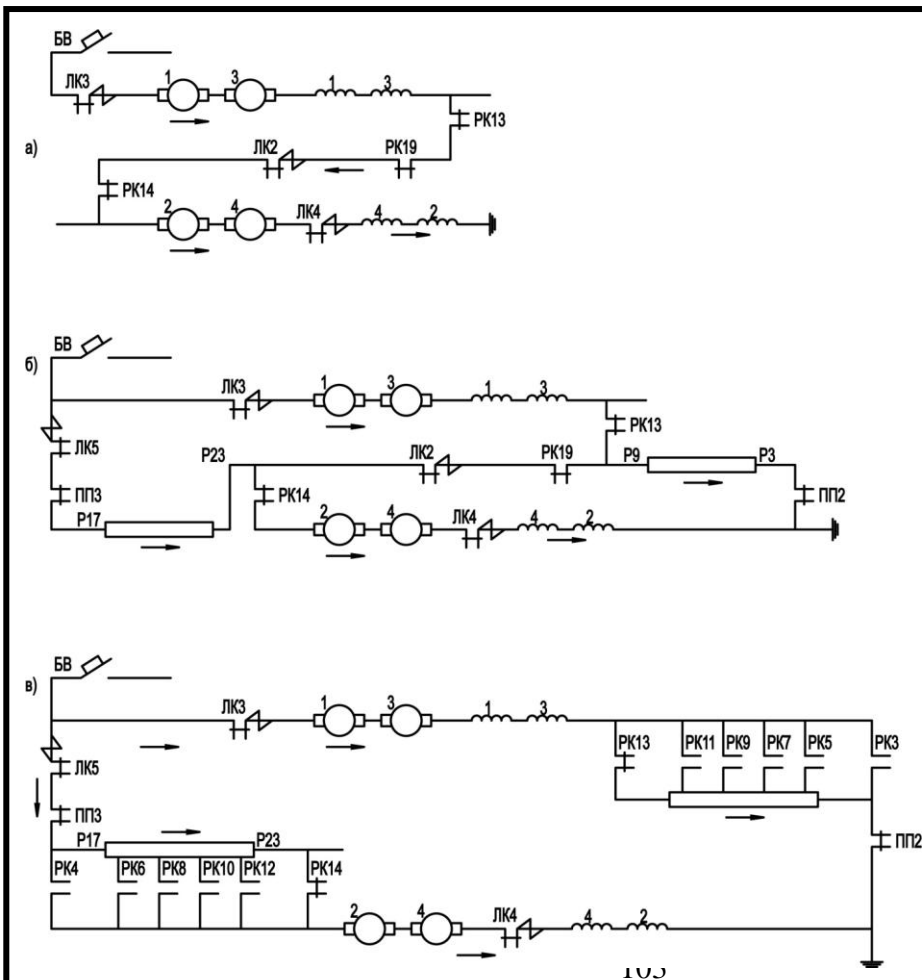 БВ
ЛК3 1 3 1 3
РК13
а) ЛК2 РК19
РК14
2 4 ЛК4 4 2
б) БВ
ЛК3 1 3 1 3
РК13
ЛК5 Р23 ЛК2 РК19 Р9 Р3
ПП3 РК14 ПП2
Р17 2 4 ЛК4 4 2
БВ
в)
ЛК3 1 3 1 3
РК13 РК11 РК9 РК7 РК5 РК3
ЛК5
ПП3
ПП2
Р17 Р23
РК4 РК6 РК8 РК10 РК12 РК14
2 4 ЛК4 4 2